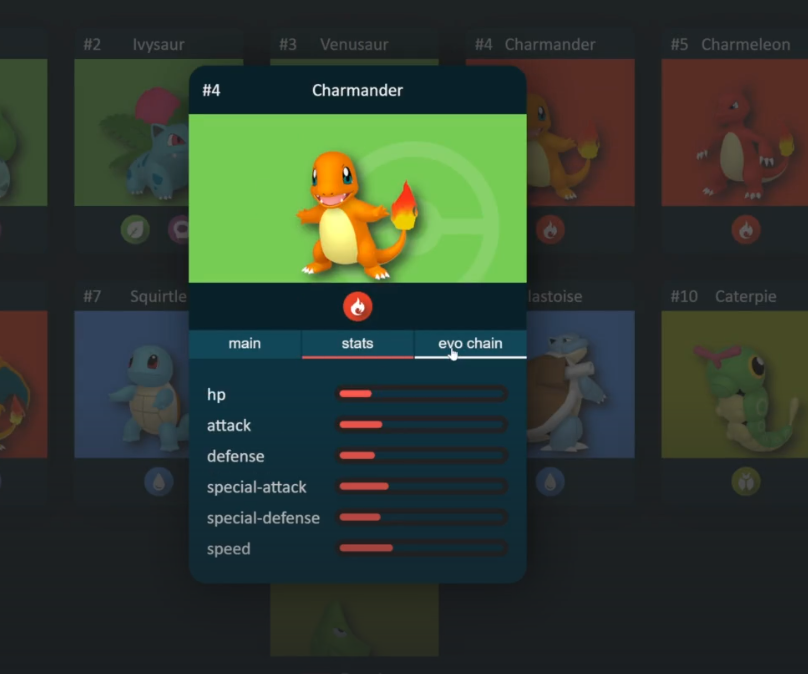 #2 Ivysaur
#3 Venusaur
#4 Charmander
#5 Charmeleon
#4 Charmander
main
stats
evo chain
hp
attack
defense
special-attack
special-defense
speed
#7 Squirtle
lastoise
#10 Caterpie